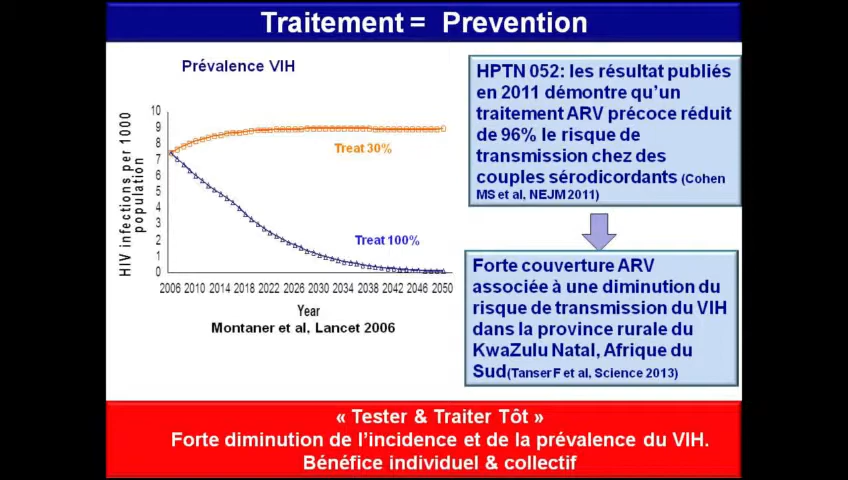 Traitement = Prevention
Prévalence VIH
HIV infections per 1000
population
10
9
8
7
6
5
4
3
2
1
0
Treat 30%
Treat 100%
2006 2010 2014 2018 2022 2026 2030 2034 2038 2042 2046 2050
Year
Montaner et al, Lancet 2006
HPTN 052: les résultat publiés
en 2011 démontre qu'un
traitement ARV précoce réduit
de 96% le risque de
transmission chez des
couples sérodicordants (Cohen
MS et al, NEJM 2011)
Forte couverture ARV
associée à une diminution du
risque de transmission du VIH
dans la province rurale du
KwaZulu Natal, Afrique du
Sud(Tanser F et al, Science 2013)
« Tester & Traiter Tôt »
Forte diminution de l'incidence et de la prévalence du VIH.
Bénéfice individuel & collectif